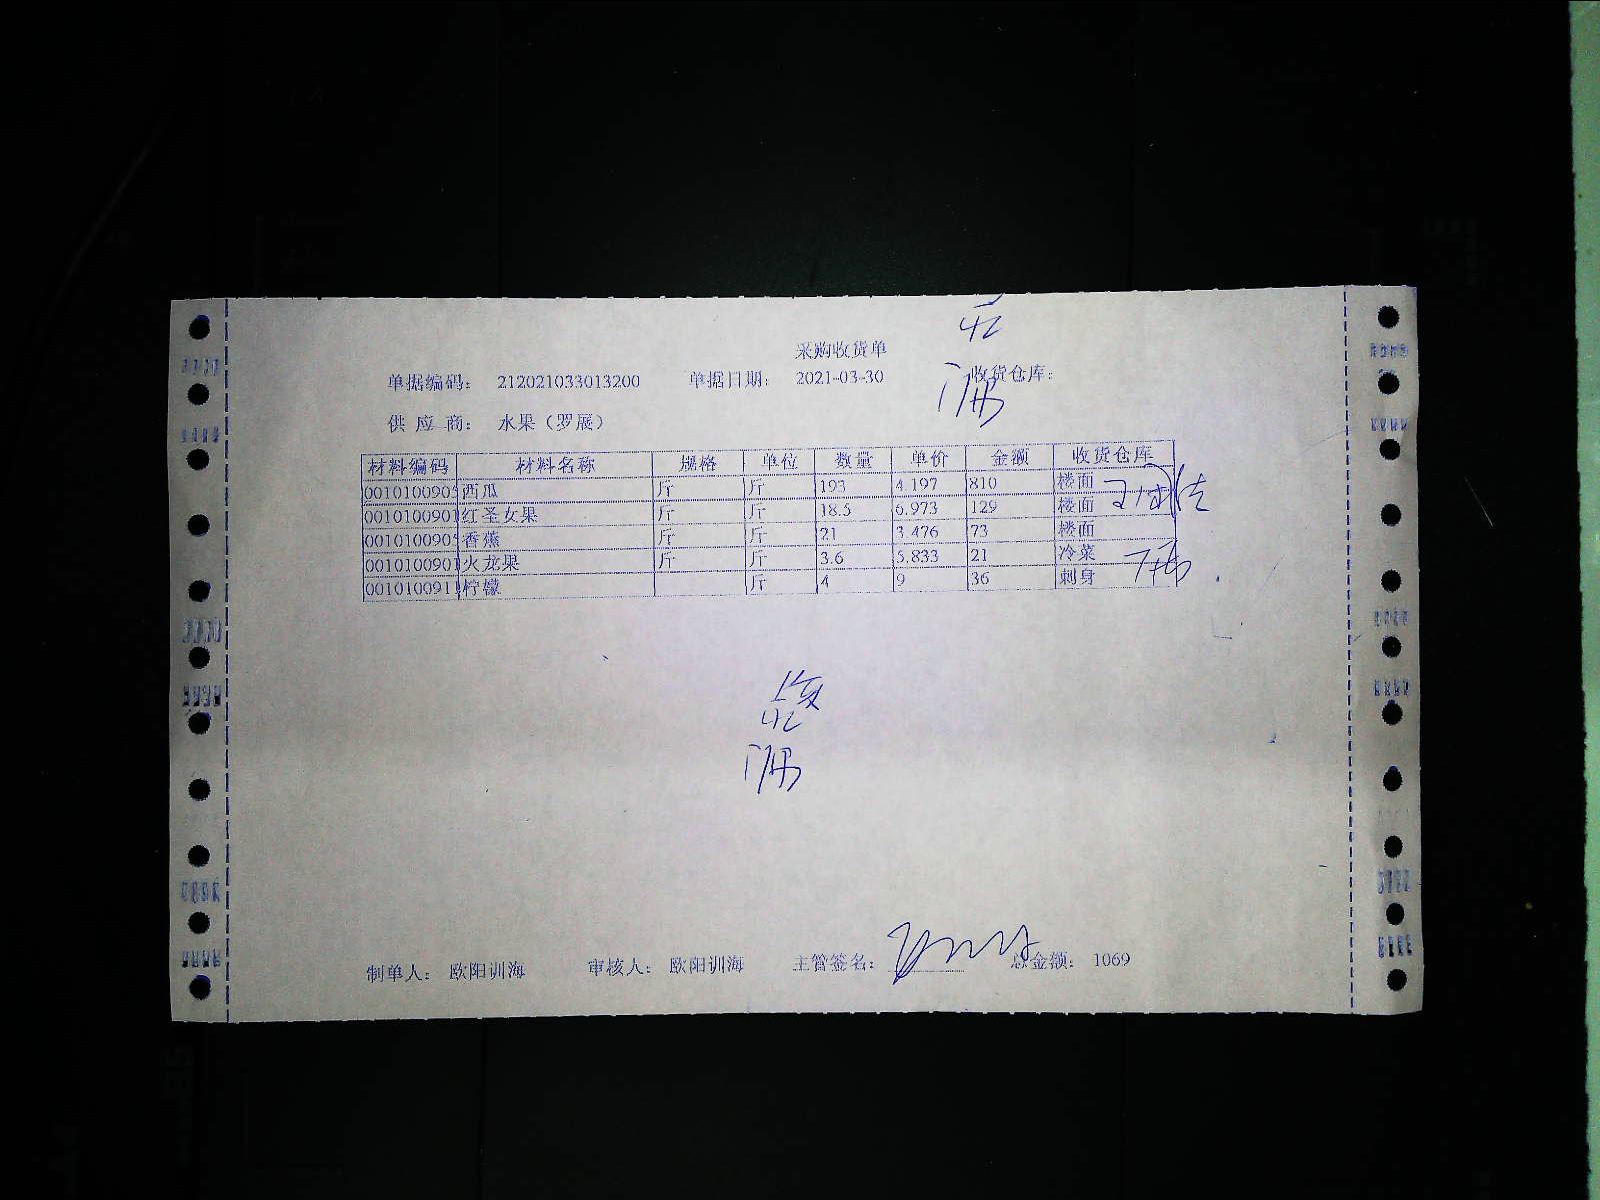 采购收货单
单据编码： 212021033013200 单据日期： 2021-03-30 收货仓库：
供 应 商： 水果（罗展）
材料编码 材料名称 规格 单位 数量 单价 金额 收货仓库
0010100905 西瓜 斤 斤 193 4.197 810 楼面
0010100901 红圣女果 斤 斤 18.5 6.973 129 楼面
0010100905 香蕉 斤 斤 21 3.476 73 楼面
0010100901 火龙果 斤 斤 3.6 5.833 21 冷菜
0010100911 柠檬 斤 4 9 36 刺身
制单人： 欧阳训海 审核人： 欧阳训海 主管签名： 总金额： 1069